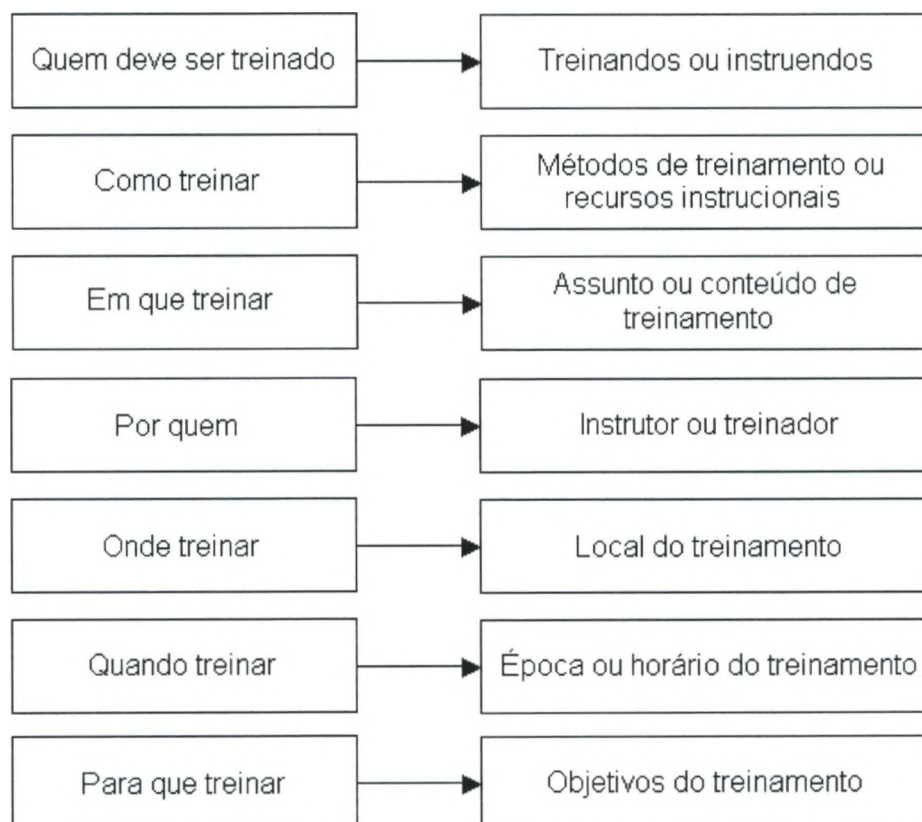 Quem deve ser treinado
Treinandos ou instruendos
Como treinar
Métodos de treinamento ou
recursos instrucionais
Em que treinar
Assunto ou conteúdo de
treinamento
Por quem
Instrutor ou treinador
Onde treinar
Local do treinamento
Quando treinar
Época ou horário do treinamento
Para que treinar
Objetivos do treinamento